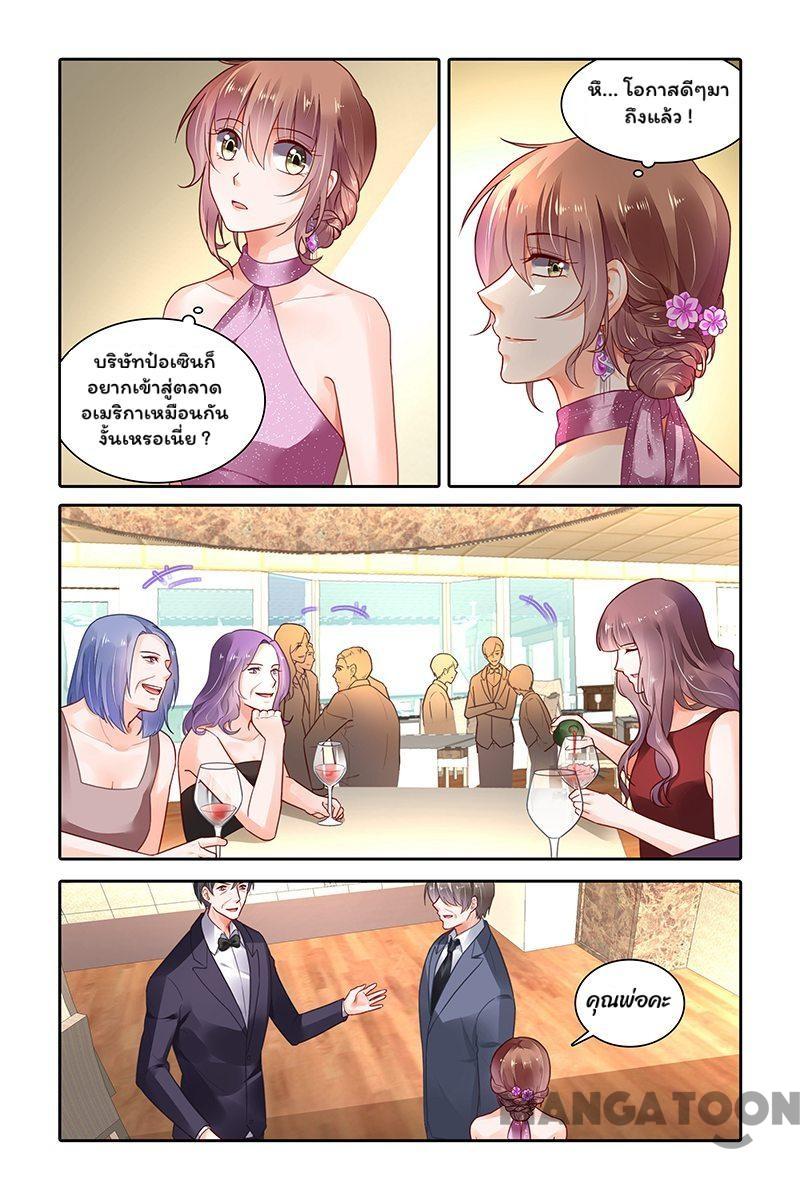 บริษัทป๋อเซินก็
อยากเข้าสู่ตลาด
อเมริกาเหมือนกัน
งั้นเหรอเนี่ย ?
หึ... โอกาสดีๆมา
ถึงแล้ว !
คุณพ่อคะ
MANGATOON